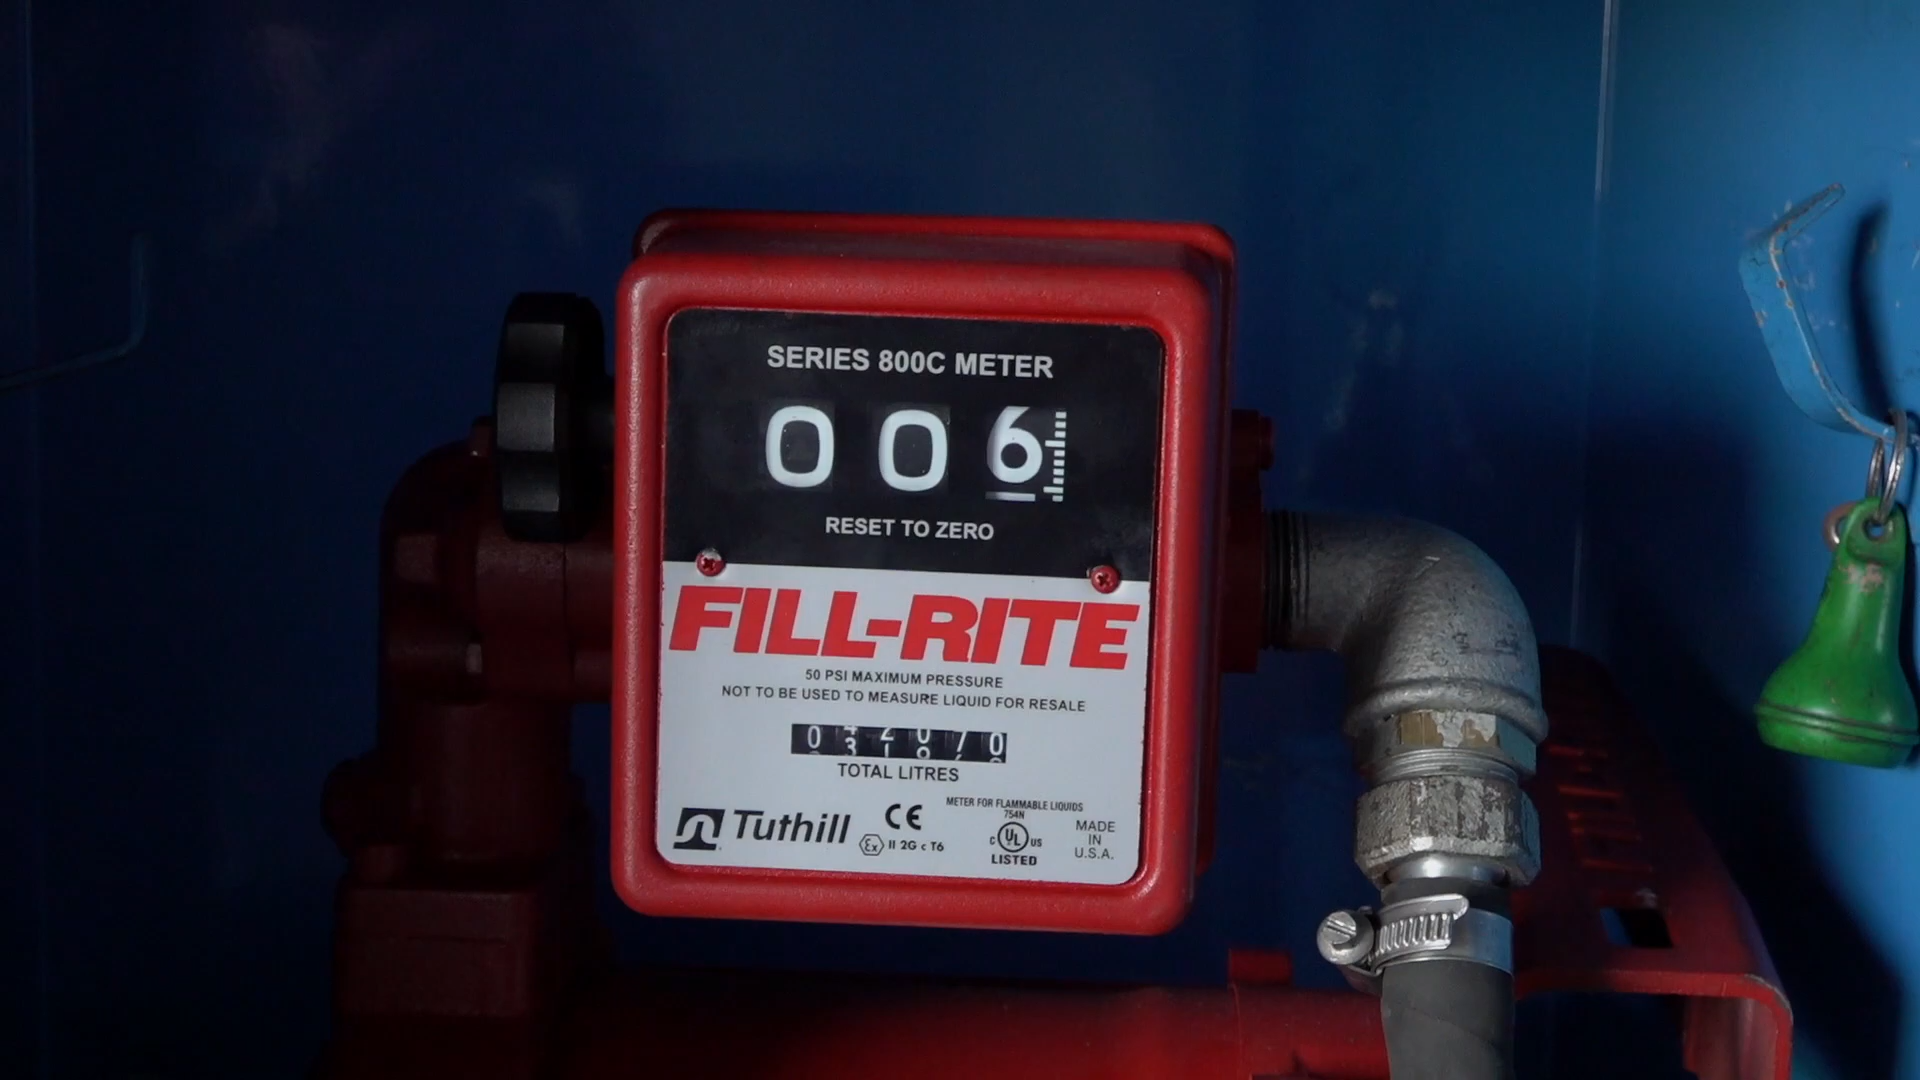 SERIES 800C METER
006
RESET TO ZERO
FILL-RITE
50 PSI MAXIMUM PRESSURE
NOT TO BE USED TO MEASURE LIQUID FOR RESALE
TOTAL LITRES
METER FOR FLAMMABLE LIQUIDS
754N
Tuthill
CE
Ex II 2G c T6
C UL US
LISTED
MADE
IN
U.S.A.